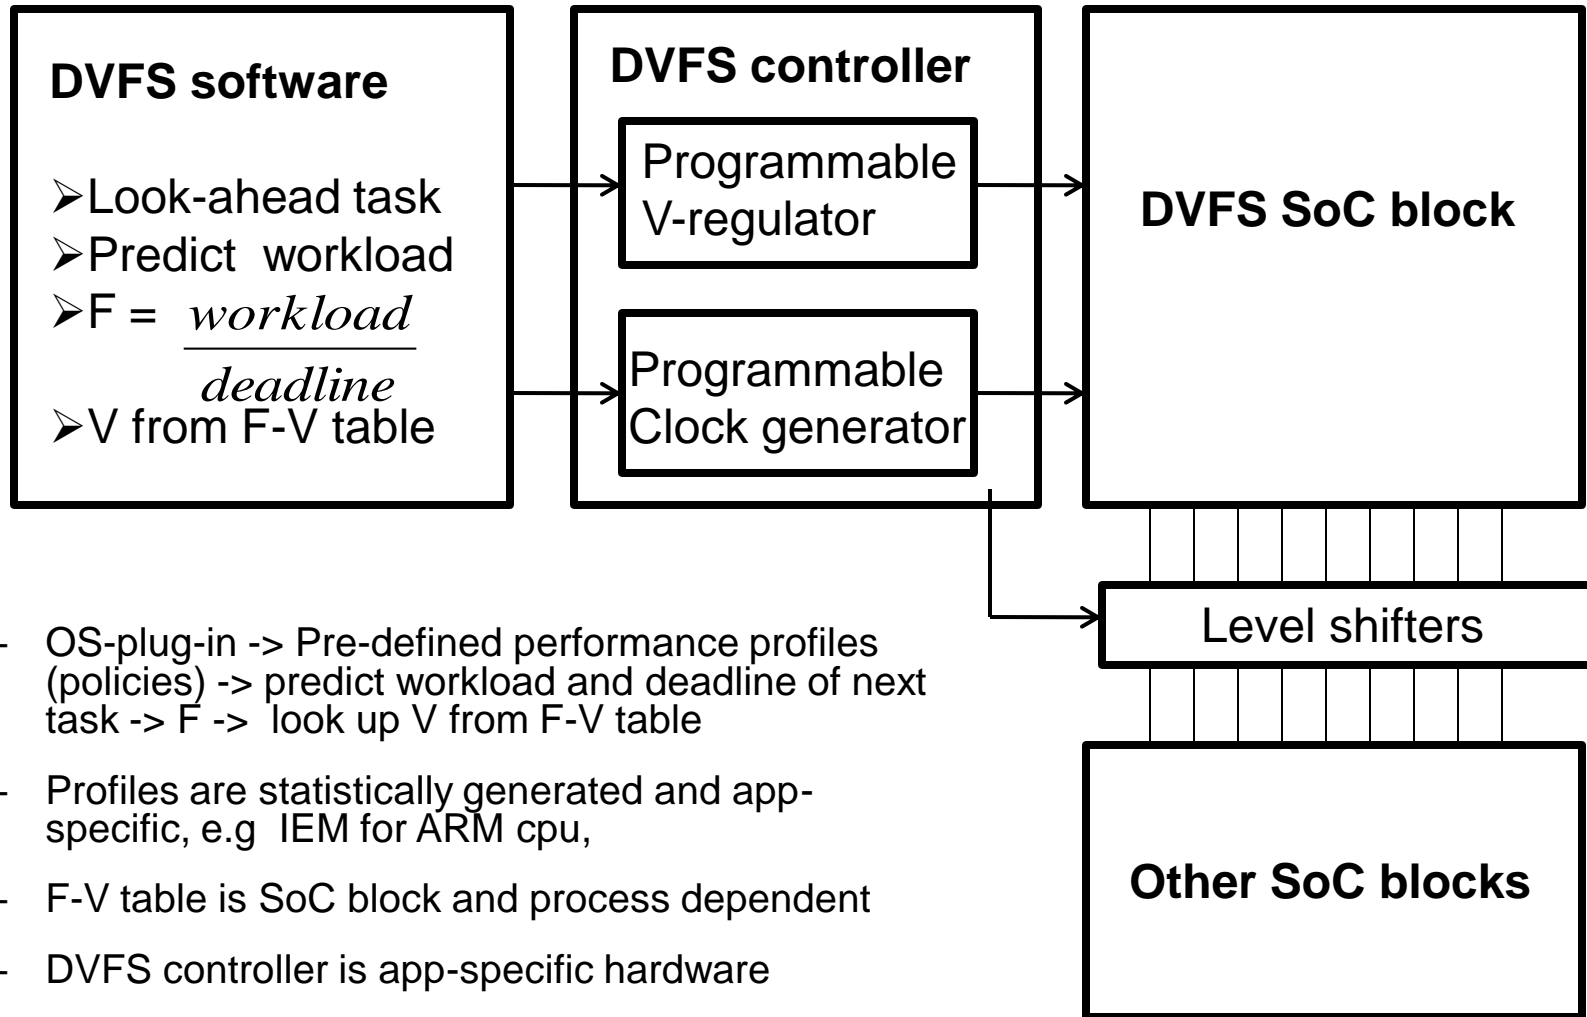 DVFS software
➢Look-ahead task
➢Predict workload
➢F = workload
deadline
➢V from F-V table
DVFS controller
Programmable
V-regulator
Programmable
Clock generator
DVFS SoC block
Level shifters
Other SoC blocks
- OS-plug-in -> Pre-defined performance profiles
(policies) -> predict workload and deadline of next
task -> F -> look up V from F-V table
- Profiles are statistically generated and app-
specific, e.g IEM for ARM cpu,
- F-V table is SoC block and process dependent
- DVFS controller is app-specific hardware